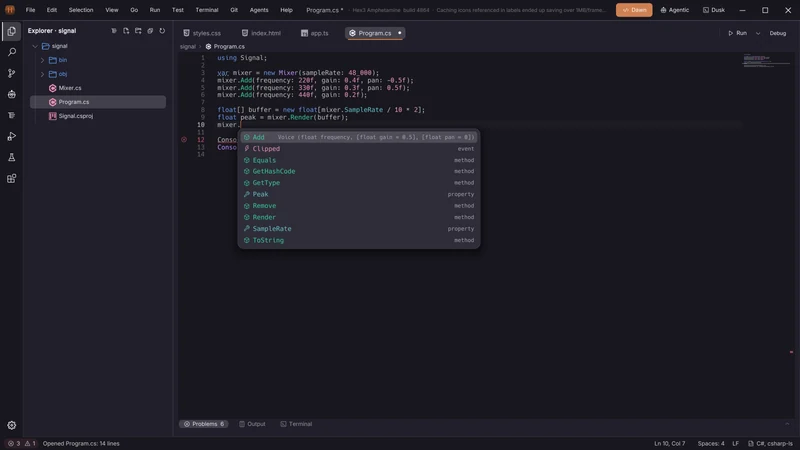 File Edit Selection View Go Run Test Terminal Git Agents Help Program.cs * Hex3 Amphetamine build 4664 Caching icons referenced in labels ended up saving over 1MB/frame... Dawn Agentic Dusk
Explorer · signal
signal
bin
obj
Mixer.cs
Program.cs
Signal.csproj
styles.css index.html app.ts Program.cs Run Debug
signal Program.cs
1 using Signal;
2
3 var mixer = new Mixer(sampleRate: 48_000);
4 mixer.Add(frequency: 220f, gain: 0.4f, pan: -0.5f);
5 mixer.Add(frequency: 330f, gain: 0.3f, pan: 0.5f);
6 mixer.Add(frequency: 440f, gain: 0.2f);
7
8 float[] buffer = new float[mixer.SampleRate / 10 * 2];
9 float peak = mixer.Render(buffer);
10 mixer.
11
12 Conso
13 Conso
14
Add Voice (float frequency, [float gain = 0.5], [float pan = 0])
Clipped event
Equals method
GetHashCode method
GetType method
Peak property
Remove method
Render method
SampleRate property
ToString method
Problems 6 Output Terminal
3 1 Opened Program.cs: 14 lines Ln 10, Col 7 Spaces: 4 LF C#, csharp-ls